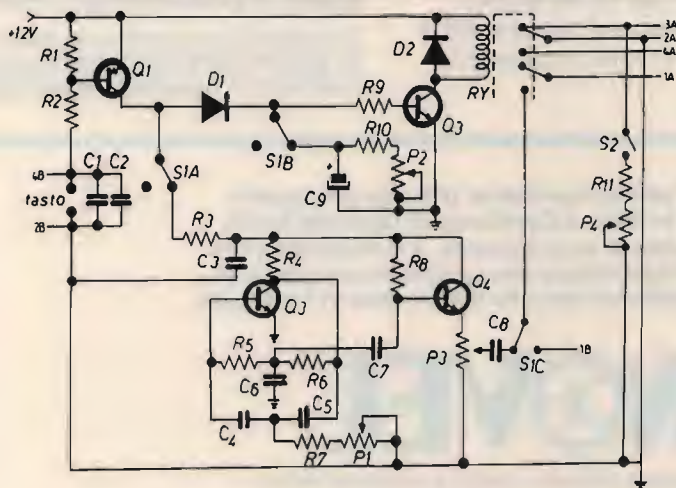 +12V
R1
Q1
R2
D1
D2
R9
Q3
RY
3A
2A
4A
1A
R10
S1B
P2
C9
S1A
C1 C2
4B
tasto
2B
S2
R11
P4
R3
C3
R4
R8
Q3
Q4
R5
R6
C7
C6
C5
C4
P3
C8
S1C
1B
R7
P1